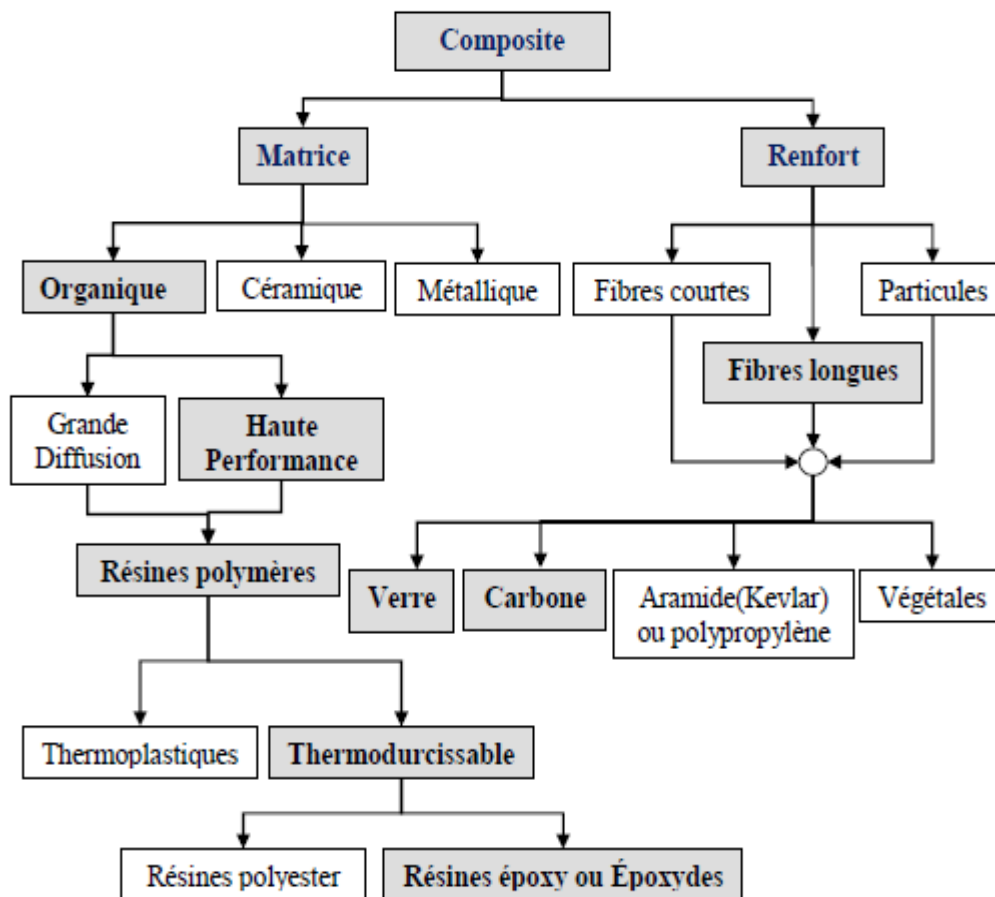 Composite
Matrice
Renfort
Organique
Céramique
Métallique
Fibres courtes
Particules
Fibres longues
Grande
Diffusion
Haute
Performance
Résines polymères
Verre
Carbone
Aramide(Kevlar)
ou polypropylène
Végétales
Thermoplastiques
Thermodurcissable
Résines polyester
Résines époxy ou Époxydes